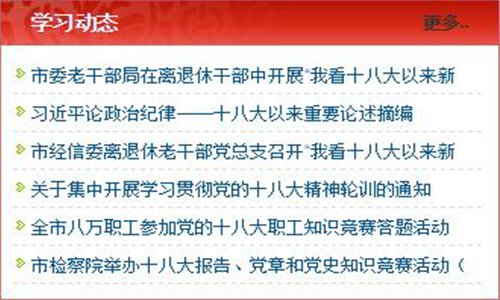 学习动态
更多..
市委老干部局在离退休干部中开展“我看十八大以来新
习近平论政治纪律——十八大以来重要论述摘编
市经信委离退休老干部党总支召开“我看十八大以来新
关于集中开展学习贯彻党的十八大精神轮训的通知
全市八万职工参加党的十八大职工知识竞赛答题活动
市检察院举办十八大报告、党章和党史知识竞赛活动（